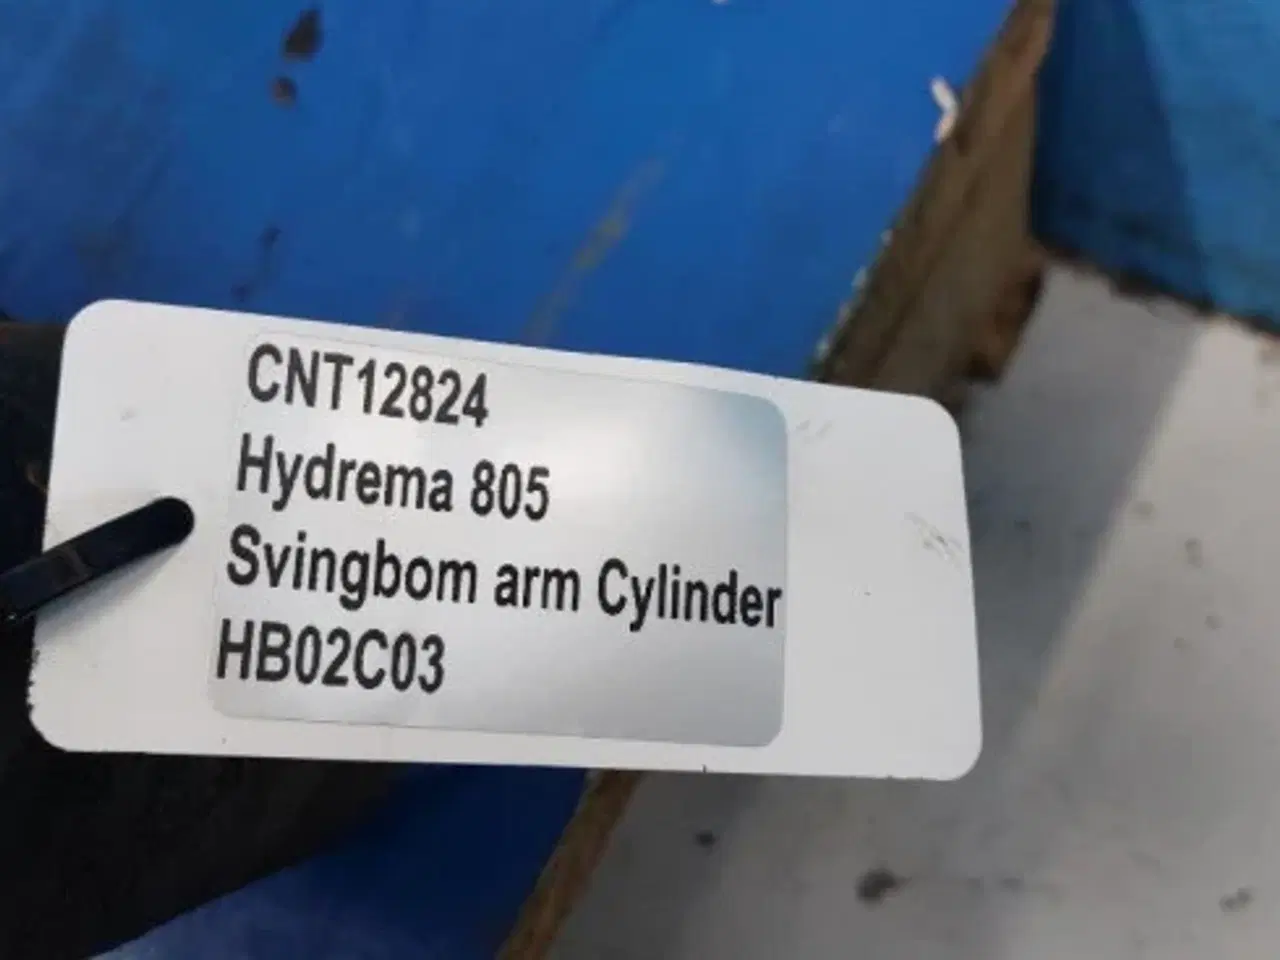 CNT12824
Hydrema 805
Svingbom arm Cylinder
HB02C03